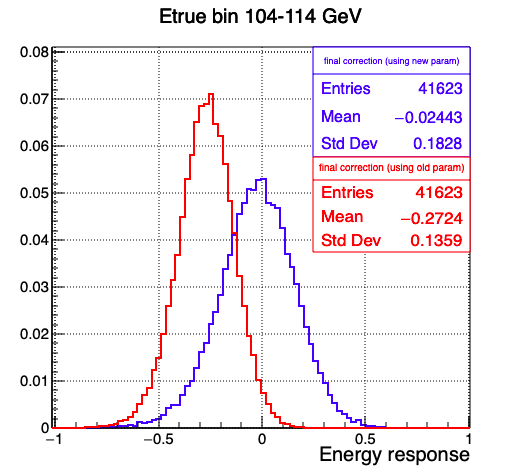 Etrue bin 104-114 GeV
final correction (using new param)
Entries 41623
Mean −0.02443
Std Dev 0.1828
final correction (using old param)
Entries 41623
Mean −0.2724
Std Dev 0.1359
0.08
0.07
0.06
0.05
0.04
0.03
0.02
0.01
0
−1 −0.5 0 0.5 1
Energy response